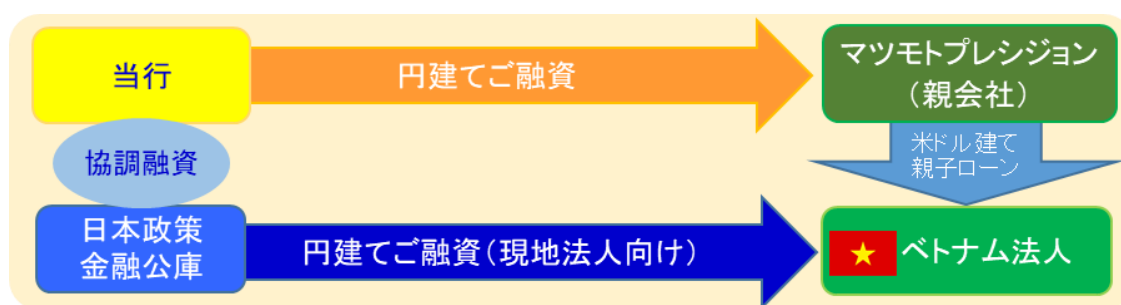 当行
円建てご融資
マツモトプレシジョン
（親会社）
協調融資
米ドル建て
親子ローン
日本政策
金融公庫
円建てご融資（現地法人向け）
ベトナム法人